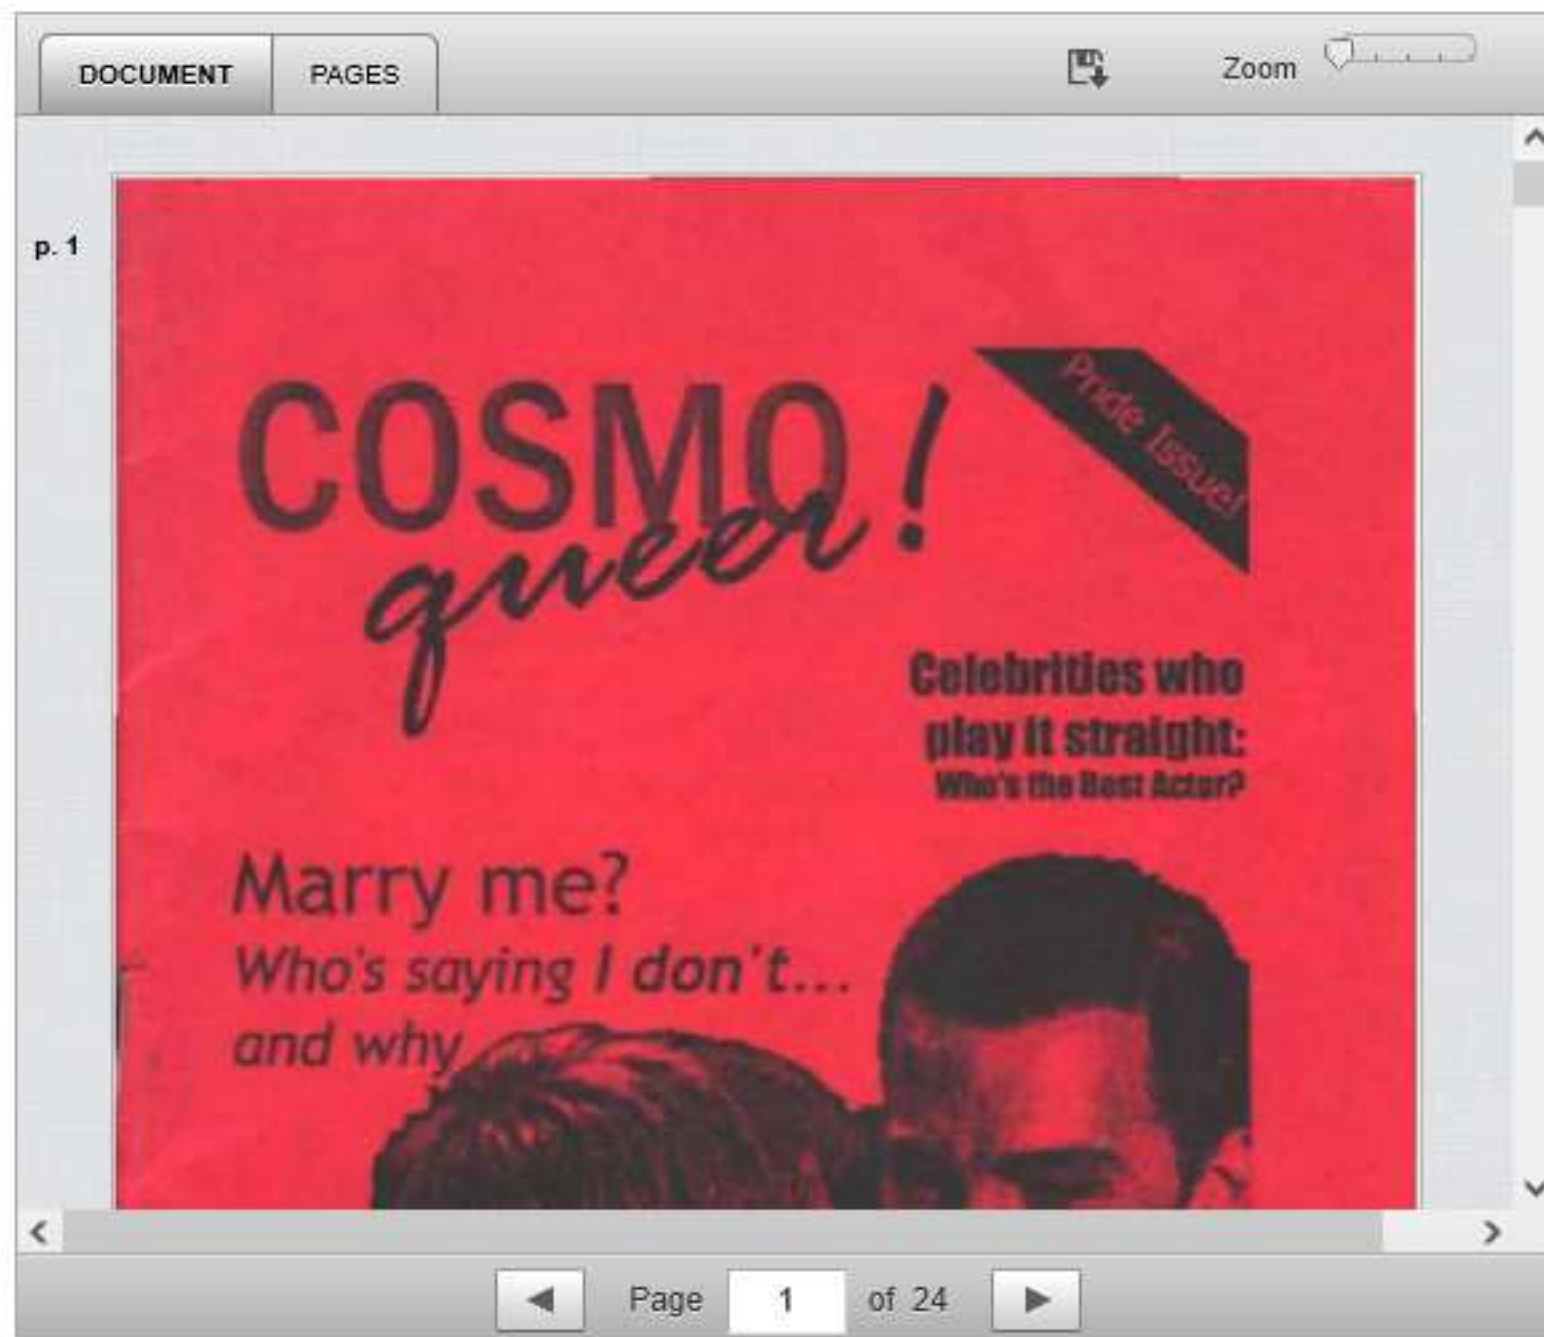 DOCUMENT PAGES Zoom
p. 1
COSMO!
queer
Pride Issue!
Celebrities who
play it straight:
Who's the Best Actor?
Marry me?
Who's saying I don't...
and why
Page 1 of 24